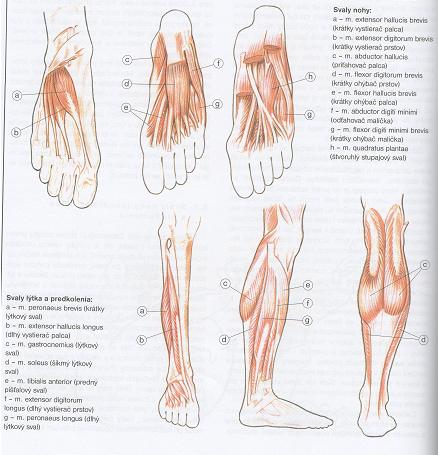 Svaly nohy:
a – m. extensor hallucis brevis
(krátky vystierač palca)
b – m. extensor digitorum brevis
(krátky vystierač prstov)
c – m. abductor hallucis
(priťahovač palca)
d – m. flexor digitorum brevis
(krátky ohýbač prstov)
e – m. flexor hallucis brevis
(krátky ohýbač palca)
f – m. abductor digiti minimi
(odťahovač malíčka)
g – m. flexor digiti minimi brevis
(krátky ohýbač malíčka)
h – m. quadratus plantae
(štvoruhlý stupajový sval)
a
b
c
d
e
f
g
h
g
Svaly lýtka a predkolenia:
a – m. peronaeus brevis (krátky
lýtkový sval)
b – m. extensor hallucis longus
(dlhý vystierač palca)
c – m. gastrocnemius (lýtkový
sval)
d – m. soleus (šikmý lýtkový
sval)
e – m. tibialis anterior (predný
píšťalový sval)
f – m. extensor digitorum
longus (dlhý vystierač prstov)
g – m. peronaeus longus (dlhý
lýtkový sval)
a
b
c
d
e
f
g
c
d